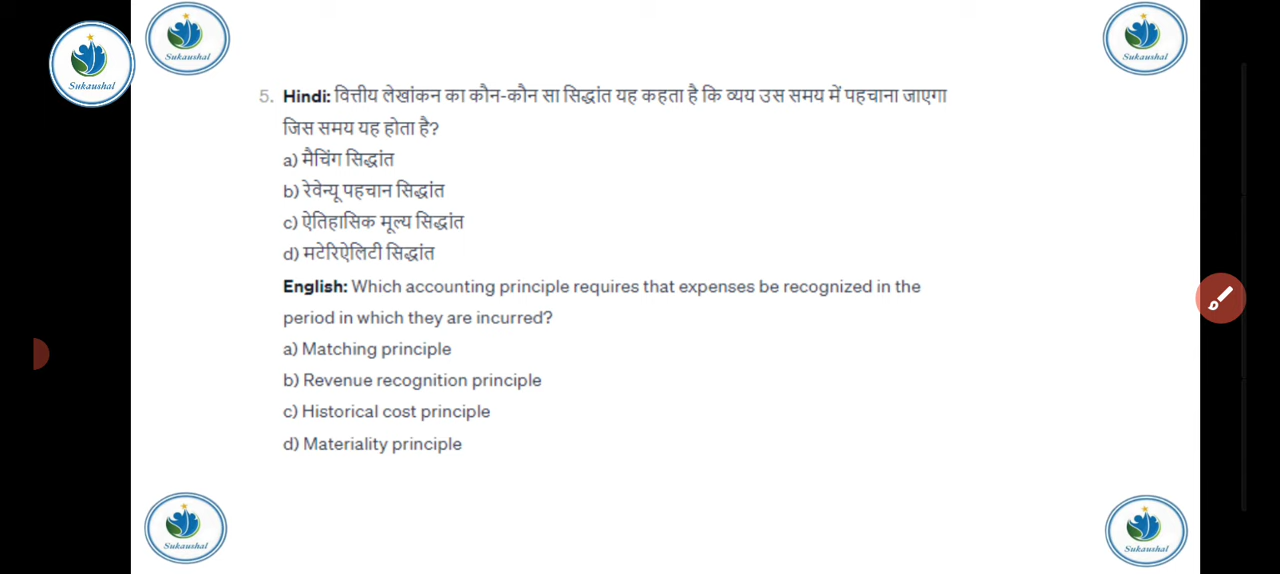 Sukaushal
Sukaushal
Sukaushal
5. Hindi: वित्तीय लेखांकन का कौन-कौन सा सिद्धांत यह कहता है कि व्यय उस समय में पहचाना जाएगा
जिस समय यह होता है?
a) मैचिंग सिद्धांत
b) रेवेन्यू पहचान सिद्धांत
c) ऐतिहासिक मूल्य सिद्धांत
d) मटेरिऐलिटी सिद्धांत
English: Which accounting principle requires that expenses be recognized in the
period in which they are incurred?
a) Matching principle
b) Revenue recognition principle
c) Historical cost principle
d) Materiality principle
Sukaushal
Sukaushal